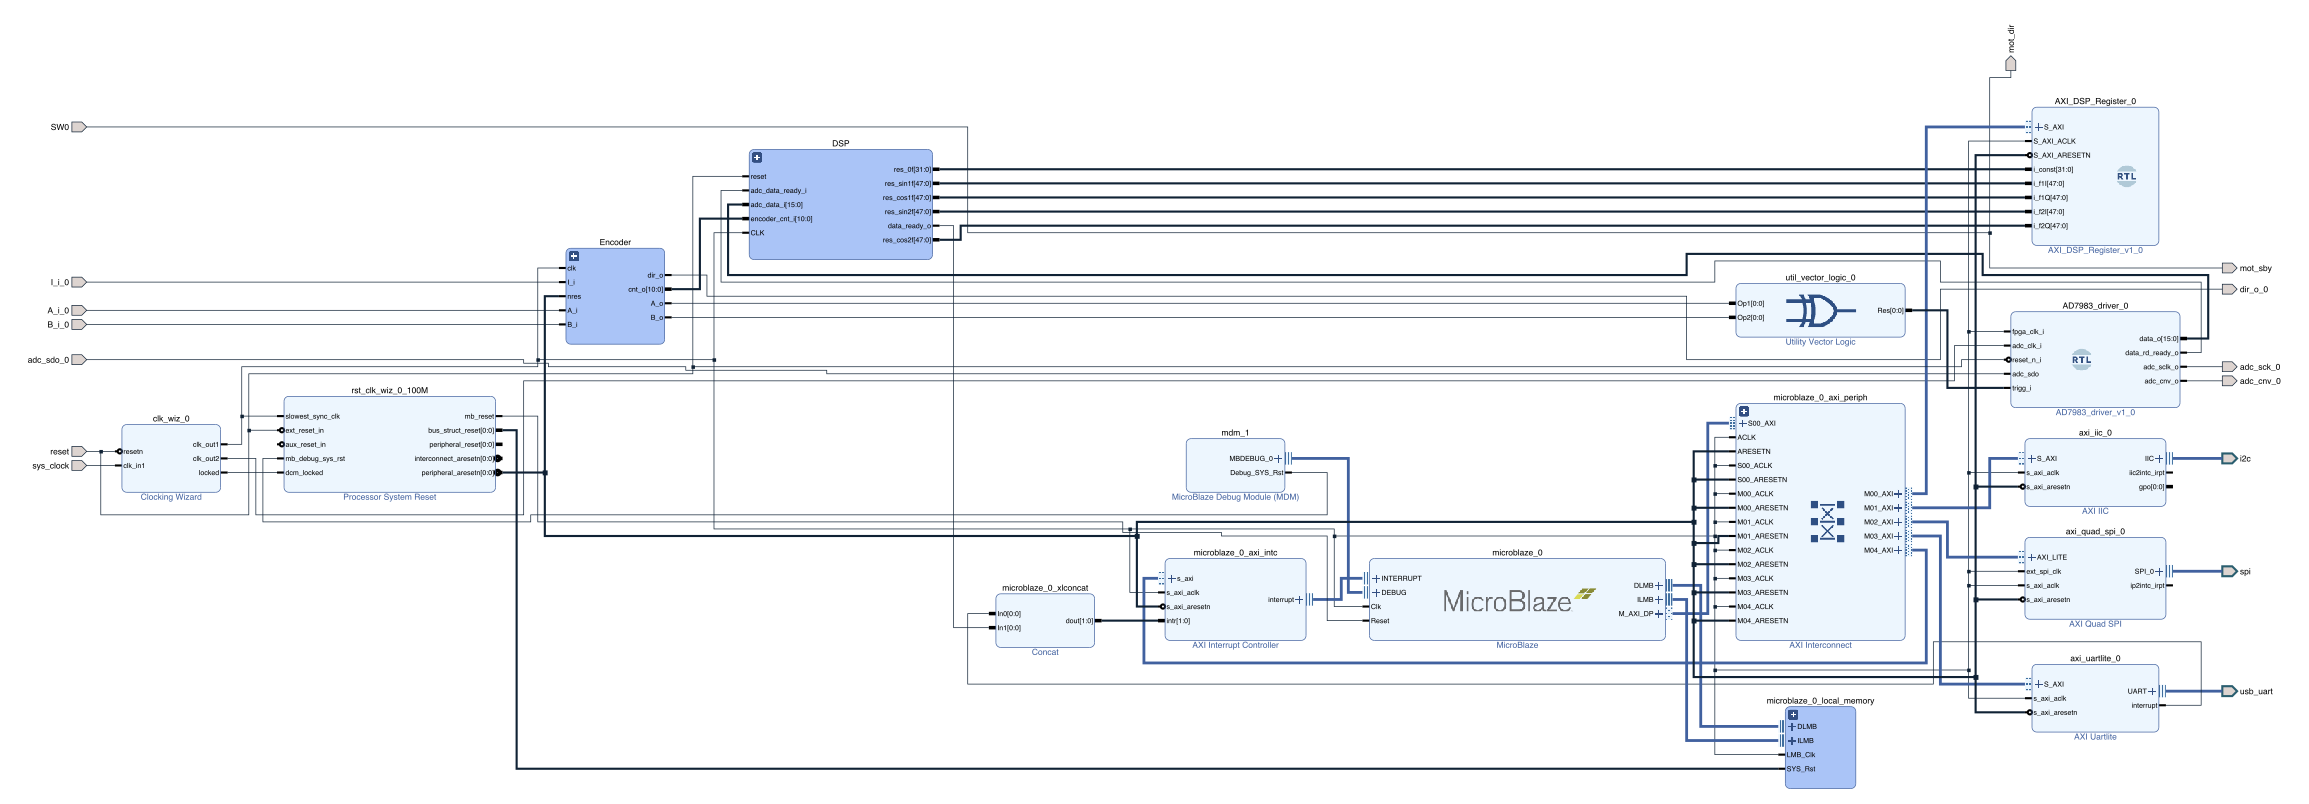 mot_dir
SW0
I_i_0
A_i_0
B_i_0
adc_sdo_0
reset
sys_clock
clk_wiz_0
resetn
clk_in1
clk_out1
clk_out2
locked
Clocking Wizard
rst_clk_wiz_0_100M
slowest_sync_clk
ext_reset_in
aux_reset_in
mb_debug_sys_rst
dcm_locked
mb_reset
bus_struct_reset[0:0]
peripheral_reset[0:0]
interconnect_aresetn[0:0]
peripheral_aresetn[0:0]
Processor System Reset
Encoder
clk
I_i
nres
A_i
B_i
dir_o
cnt_o[10:0]
A_o
B_o
DSP
reset
adc_data_ready_i
adc_data_i[15:0]
encoder_cnt_i[10:0]
CLK
res_0f[31:0]
res_sin1f[47:0]
res_cos1f[47:0]
res_sin2f[47:0]
data_ready_o
res_cos2f[47:0]
microblaze_0_xlconcat
In0[0:0]
In1[0:0]
dout[1:0]
Concat
mdm_1
MBDEBUG_0
Debug_SYS_Rst
MicroBlaze Debug Module (MDM)
microblaze_0_axi_intc
s_axi
s_axi_aclk
s_axi_aresetn
intr[1:0]
interrupt
AXI Interrupt Controller
microblaze_0
INTERRUPT
DEBUG
Clk
Reset
MicroBlaze
DLMB
ILMB
M_AXI_DP
MicroBlaze
util_vector_logic_0
Op1[0:0]
Op2[0:0]
Res[0:0]
Utility Vector Logic
microblaze_0_axi_periph
S00_AXI
ACLK
ARESETN
S00_ACLK
S00_ARESETN
M00_ACLK
M00_ARESETN
M01_ACLK
M01_ARESETN
M02_ACLK
M02_ARESETN
M03_ACLK
M03_ARESETN
M04_ACLK
M04_ARESETN
M00_AXI
M01_AXI
M02_AXI
M03_AXI
M04_AXI
AXI Interconnect
microblaze_0_local_memory
DLMB
ILMB
LMB_Clk
SYS_Rst
AXI_DSP_Register_0
S_AXI
S_AXI_ACLK
S_AXI_ARESETN
i_const[31:0]
i_f1I[47:0]
i_f1Q[47:0]
i_f2I[47:0]
i_f2Q[47:0]
RTL
AXI_DSP_Register_v1_0
AD7983_driver_0
fpga_clk_i
adc_clk_i
reset_n_i
adc_sdo
trigg_i
RTL
data_o[15:0]
data_rd_ready_o
adc_sclk_o
adc_cnv_o
AD7983_driver_v1_0
axi_iic_0
S_AXI
s_axi_aclk
s_axi_aresetn
IIC
iic2intc_irpt
gpo[0:0]
AXI IIC
axi_quad_spi_0
AXI_LITE
ext_spi_clk
s_axi_aclk
s_axi_aresetn
SPI_0
ip2intc_irpt
AXI Quad SPI
axi_uartlite_0
S_AXI
s_axi_aclk
s_axi_aresetn
UART
interrupt
AXI Uartlite
mot_sby
dir_o_0
adc_sck_0
adc_cnv_0
i2c
spi
usb_uart